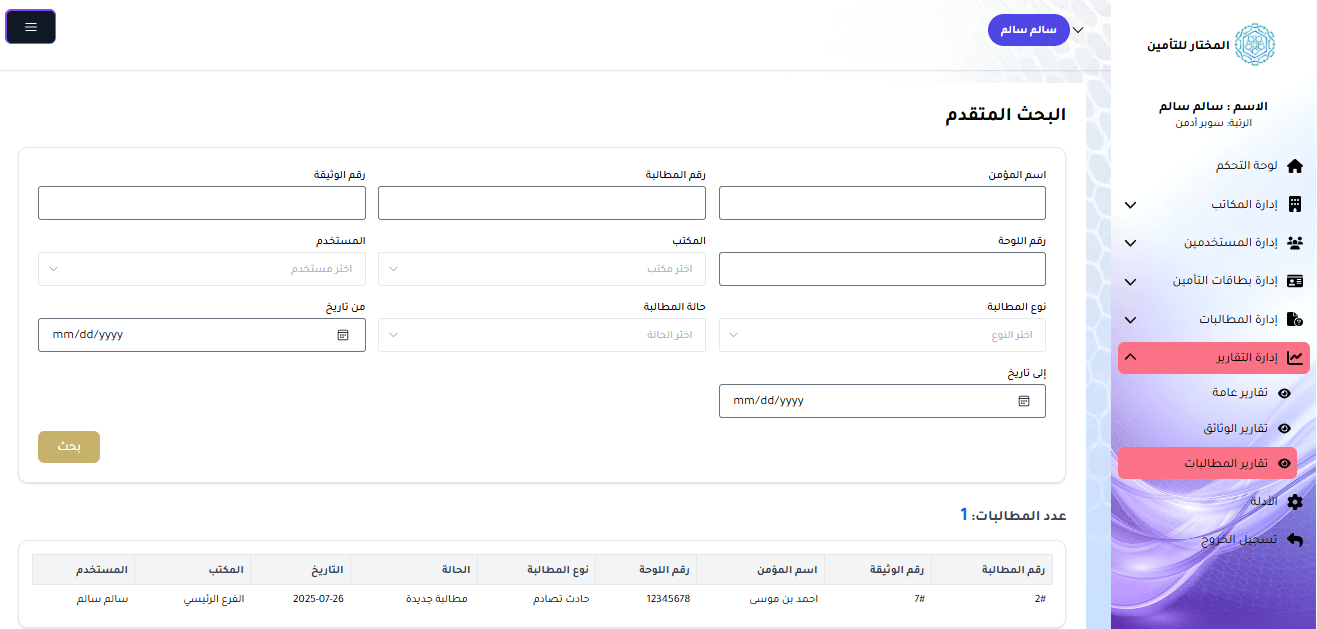 المختار للتأمين
الاسم : سالم سالم
الرتبة: سوبر أدمن
لوحة التحكم
إدارة المكاتب
إدارة المستخدمين
إدارة بطاقات التأمين
إدارة المطالبات
إدارة التقارير
تقارير عامة
تقارير الوثائق
تقارير المطالبات
الأدلة
تسجيل الخروج
سالم سالم
البحث المتقدم
اسم المؤمن رقم المطالبة رقم الوثيقة
رقم اللوحة المكتب المستخدم
اختر مكتب اختر مستخدم
نوع المطالبة حالة المطالبة من تاريخ
اختر النوع اختر الحالة mm/dd/yyyy
إلى تاريخ
mm/dd/yyyy
بحث
عدد المطالبات: 1
رقم المطالبة رقم الوثيقة اسم المؤمن رقم اللوحة نوع المطالبة الحالة التاريخ المكتب المستخدم
2# 7# احمد بن موسى 12345678 حادث تصادم مطالبة جديدة 2025-07-26 الفرع الرئيسي سالم سالم